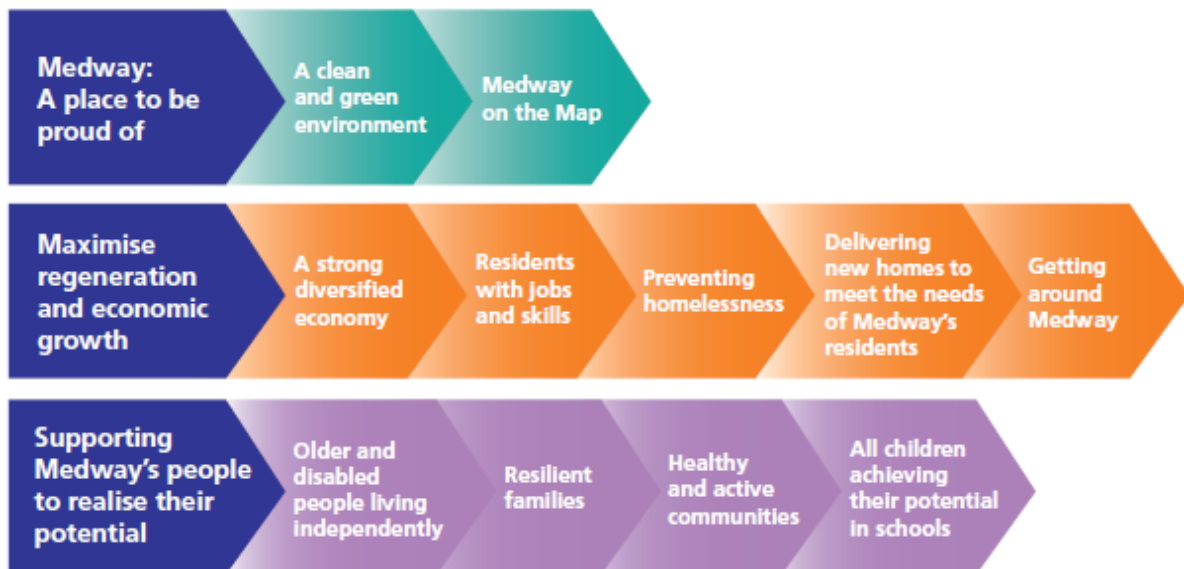 Medway:
A place to be
proud of
A clean
and green
environment
Medway
on the Map
Maximise
regeneration
and economic
growth
A strong
diversified
economy
Residents
with jobs
and skills
Preventing
homelessness
Delivering
new homes to
meet the needs
of Medway's
residents
Getting
around
Medway
Supporting
Medway's people
to realise their
potential
Older and
disabled
people living
independently
Resilient
families
Healthy
and active
communities
All children
achieving
their potential
in schools